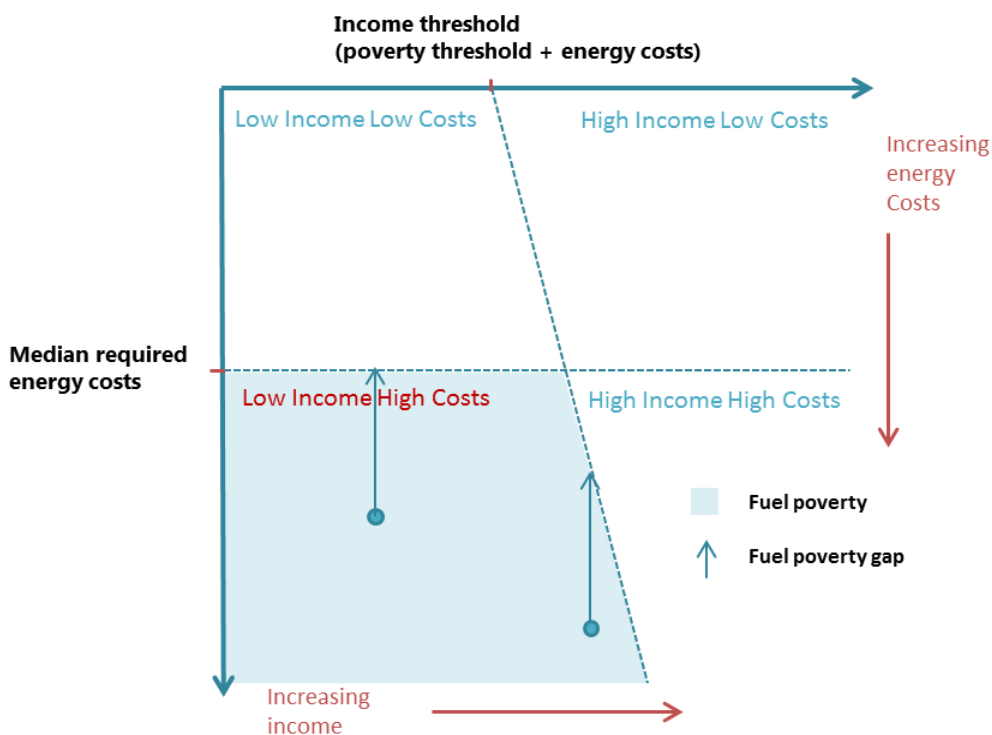 Income threshold
(poverty threshold + energy costs)
Low Income Low Costs
High Income Low Costs
Increasing
energy
Costs
Median required
energy costs
Low Income High Costs
High Income High Costs
Fuel poverty
Fuel poverty gap
Increasing
income